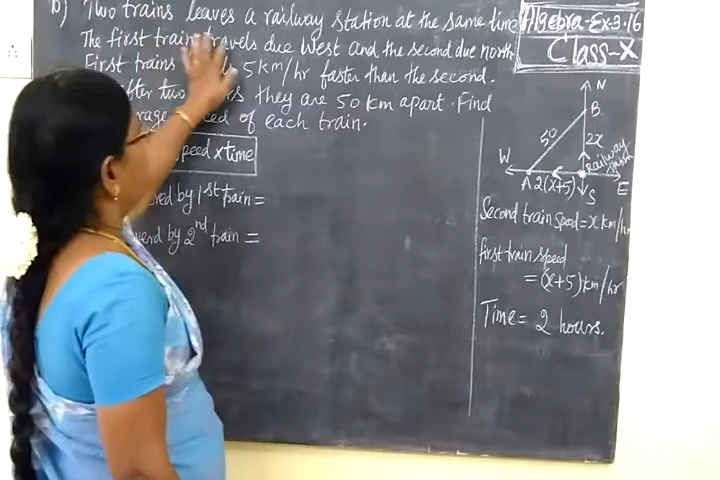 b) Two trains leaves a railway station at the same time
The first train travels due West and the second due north
First trains 5 km/hr faster than the second.
they are 50 km apart. Find
of each train.
speed x time
by 1st train =
by 2nd train =
Algebra-Ex-3.16
Class-X
N
B
50
2x
Railway
W
A 2(x+5)
S
E
Second train speed = x km/hr
first train speed
= (x+5) km/hr
Time = 2 hours.